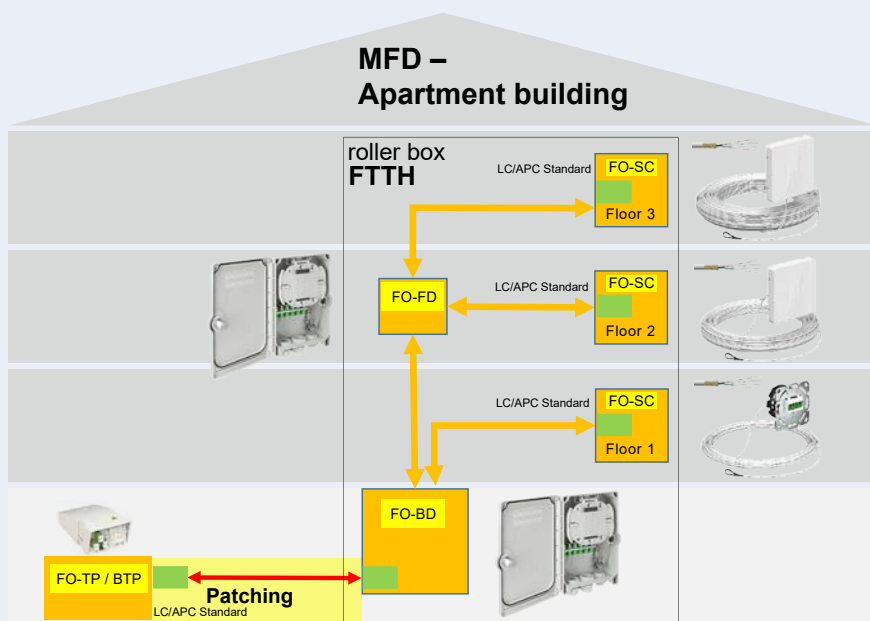 MFD –
Apartment building
roller box
FTTH
LC/APC Standard
FO-SC
Floor 3
FO-FD
LC/APC Standard
FO-SC
Floor 2
LC/APC Standard
FO-SC
Floor 1
FO-BD
FO-TP / BTP
Patching
LC/APC Standard